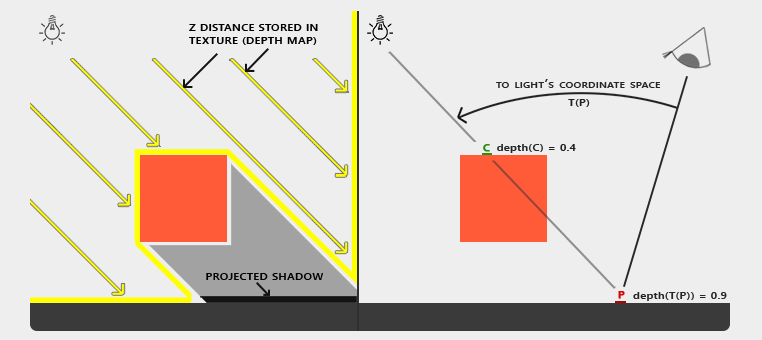 Z DISTANCE STORED IN
TEXTURE (DEPTH MAP)
PROJECTED SHADOW
TO LIGHT'S COORDINATE SPACE
T(P)
C depth(C) = 0.4
P depth(T(P)) = 0.9